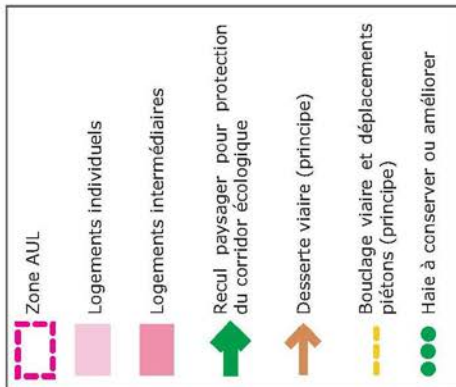 Zone AUL
Logements individuels
Logements intermédiaires
Recul paysager pour protection
du corridor écologique
Desserte viaire (principe)
Bouclage viaire et déplacements
piétons (principe)
Haie à conserver ou améliorer